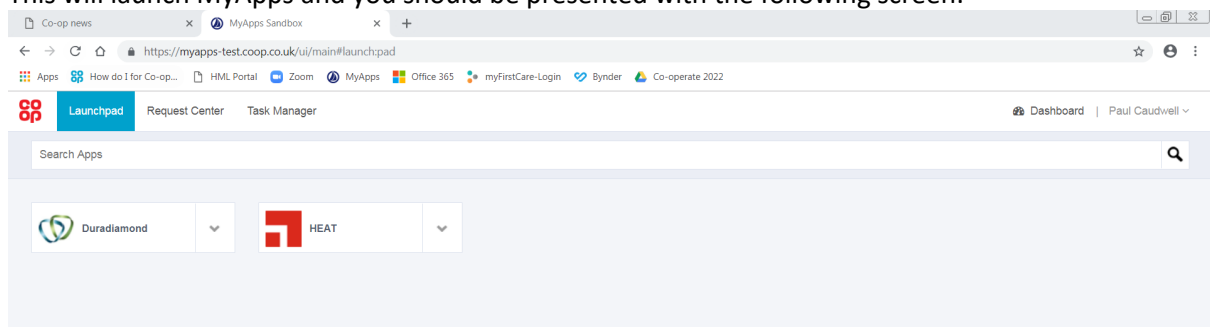 This will launch MyApps and you should be presented with the following screen:
Co-op news MyApps Sandbox
https://myapps-test.coop.co.uk/ui/main#launch:pad
Apps How do I for Co-op... HML Portal Zoom MyApps Office 365 myFirstCare-Login Bynder Co-operate 2022
CO OP Launchpad Request Center Task Manager Dashboard | Paul Caudwell
Search Apps
Duradiamond HEAT